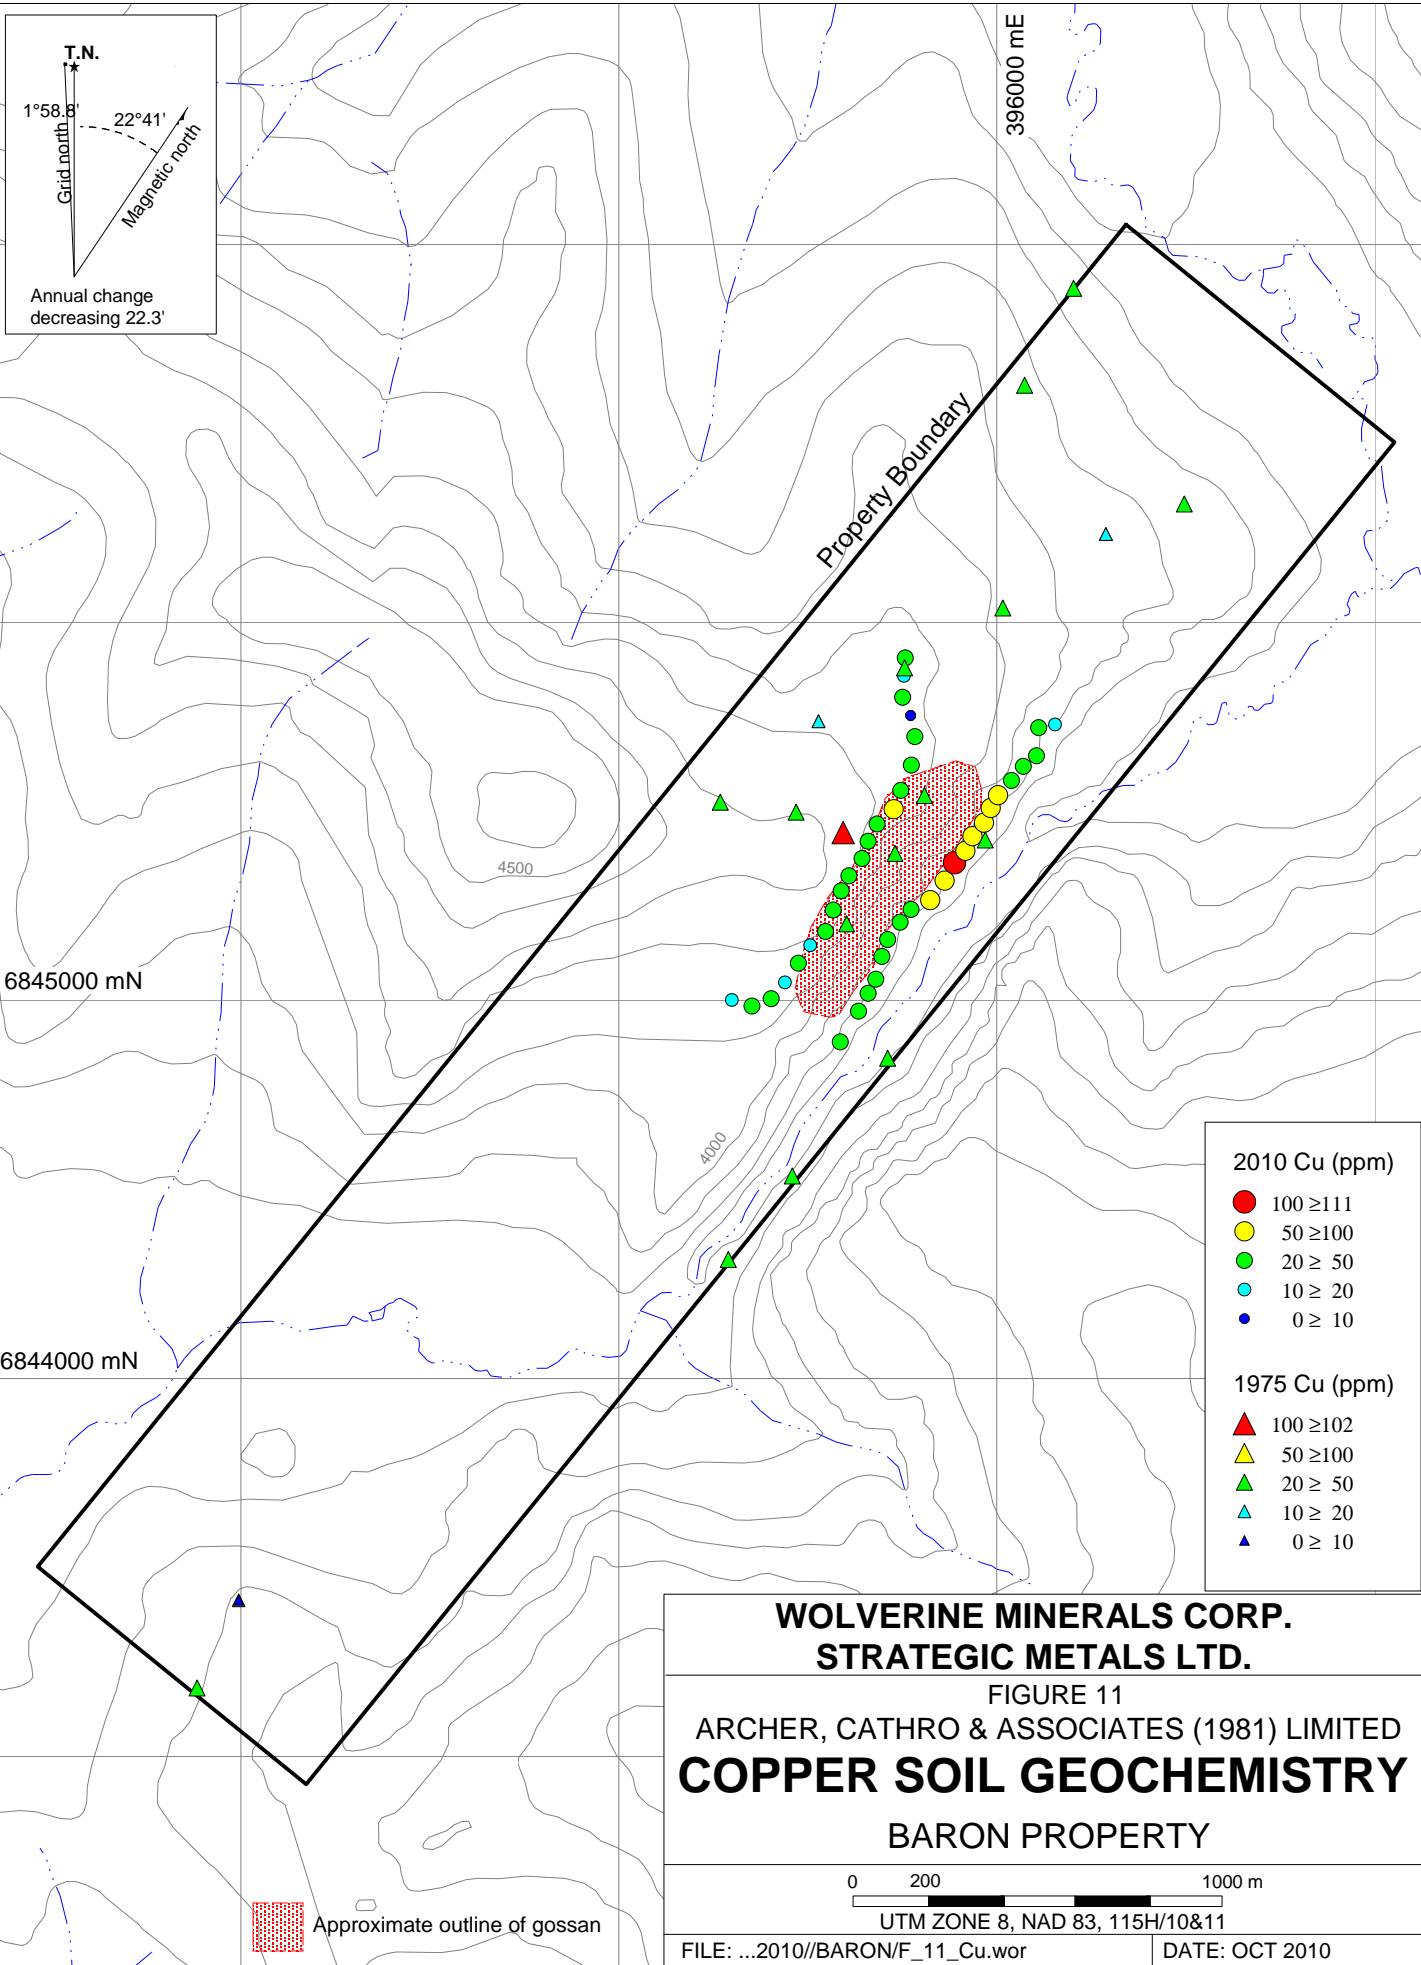 T.N.
1°58.8'
22°41'
Grid north
Magnetic north
Annual change
decreasing 22.3'
396000 mE
Property Boundary
4500
6845000 mN
4000
6844000 mN
2010 Cu (ppm)
100 ≥111
50 ≥100
20 ≥ 50
10 ≥ 20
0 ≥ 10
1975 Cu (ppm)
100 ≥102
50 ≥100
20 ≥ 50
10 ≥ 20
0 ≥ 10
WOLVERINE MINERALS CORP.
STRATEGIC METALS LTD.
FIGURE 11
ARCHER, CATHRO & ASSOCIATES (1981) LIMITED
COPPER SOIL GEOCHEMISTRY
BARON PROPERTY
0 200 1000 m
UTM ZONE 8, NAD 83, 115H/10&11
FILE: ...2010//BARON/F_11_Cu.wor
DATE: OCT 2010
Approximate outline of gossan